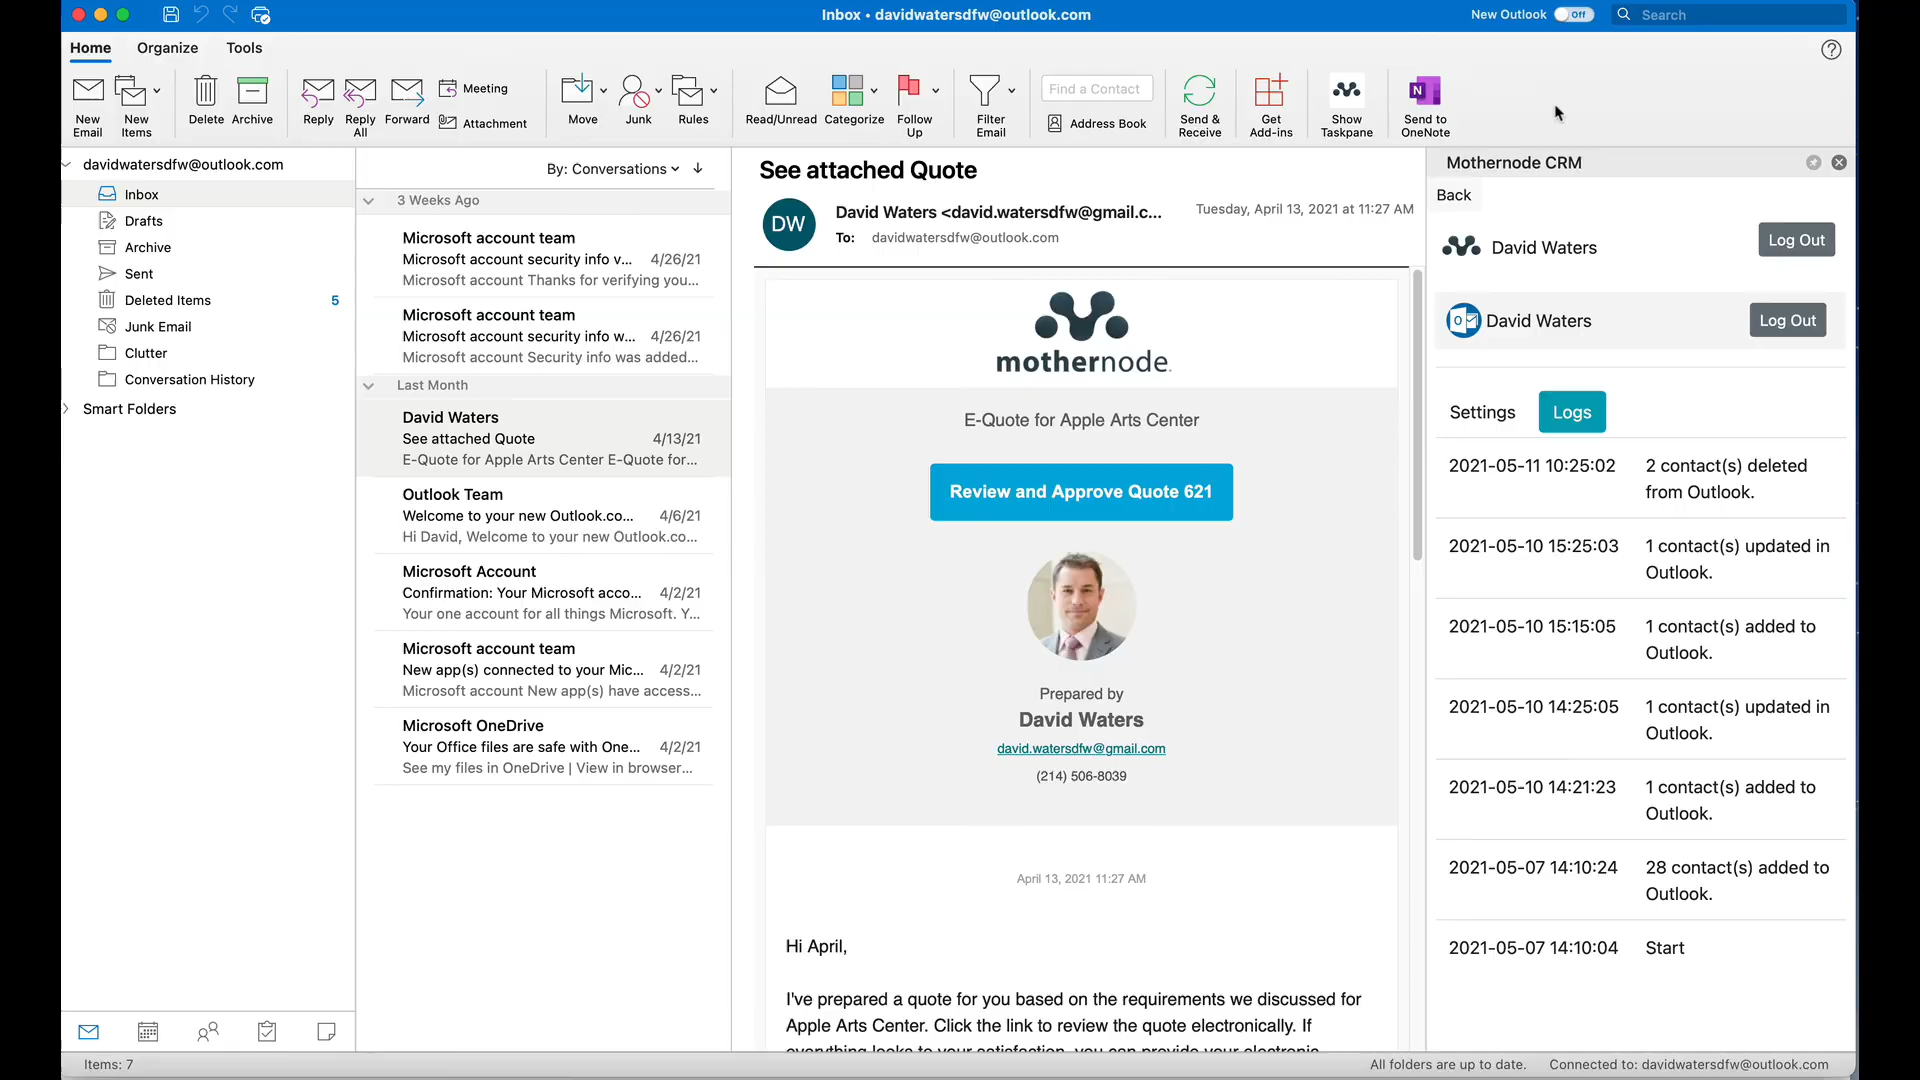 Inbox • davidwatersdfw@outlook.com
New Outlook Off
Search
Home Organize Tools
New Email
New Items
Delete
Archive
Reply
Reply All
Forward
Meeting
Attachment
Move
Junk
Rules
Read/Unread
Categorize
Follow Up
Filter Email
Find a Contact
Address Book
Send & Receive
Get Add-ins
Show Taskpane
N
Send to OneNote
davidwatersdfw@outlook.com
Inbox
Drafts
Archive
Sent
Deleted Items 5
Junk Email
Clutter
Conversation History
Smart Folders
Items: 7
By: Conversations
3 Weeks Ago
Microsoft account team
Microsoft account security info v... 4/26/21
Microsoft account Thanks for verifying you...
Microsoft account team
Microsoft account security info w... 4/26/21
Microsoft account Security info was added...
Last Month
David Waters
See attached Quote 4/13/21
E-Quote for Apple Arts Center E-Quote for...
Outlook Team
Welcome to your new Outlook.co... 4/6/21
Hi David, Welcome to your new Outlook.co...
Microsoft Account
Confirmation: Your Microsoft acco... 4/2/21
Your one account for all things Microsoft. Y...
Microsoft account team
New app(s) connected to your Mic... 4/2/21
Microsoft account New app(s) have access...
Microsoft OneDrive
Your Office files are safe with One... 4/2/21
See my files in OneDrive | View in browser...
See attached Quote
DW
David Waters <david.watersdfw@gmail.c...
Tuesday, April 13, 2021 at 11:27 AM
To: davidwatersdfw@outlook.com
mothernode.
E-Quote for Apple Arts Center
Review and Approve Quote 621
Prepared by
David Waters
david.watersdfw@gmail.com
(214) 506-8039
April 13, 2021 11:27 AM
Hi April,
I've prepared a quote for you based on the requirements we discussed for
Apple Arts Center. Click the link to review the quote electronically. If
everything looks to your satisfaction, you can provide your electronic
Mothernode CRM
Back
David Waters Log Out
David Waters Log Out
Settings Logs
2021-05-11 10:25:02 2 contact(s) deleted
from Outlook.
2021-05-10 15:25:03 1 contact(s) updated in
Outlook.
2021-05-10 15:15:05 1 contact(s) added to
Outlook.
2021-05-10 14:25:05 1 contact(s) updated in
Outlook.
2021-05-10 14:21:23 1 contact(s) added to
Outlook.
2021-05-07 14:10:24 28 contact(s) added to
Outlook.
2021-05-07 14:10:04 Start
All folders are up to date. Connected to: davidwatersdfw@outlook.com